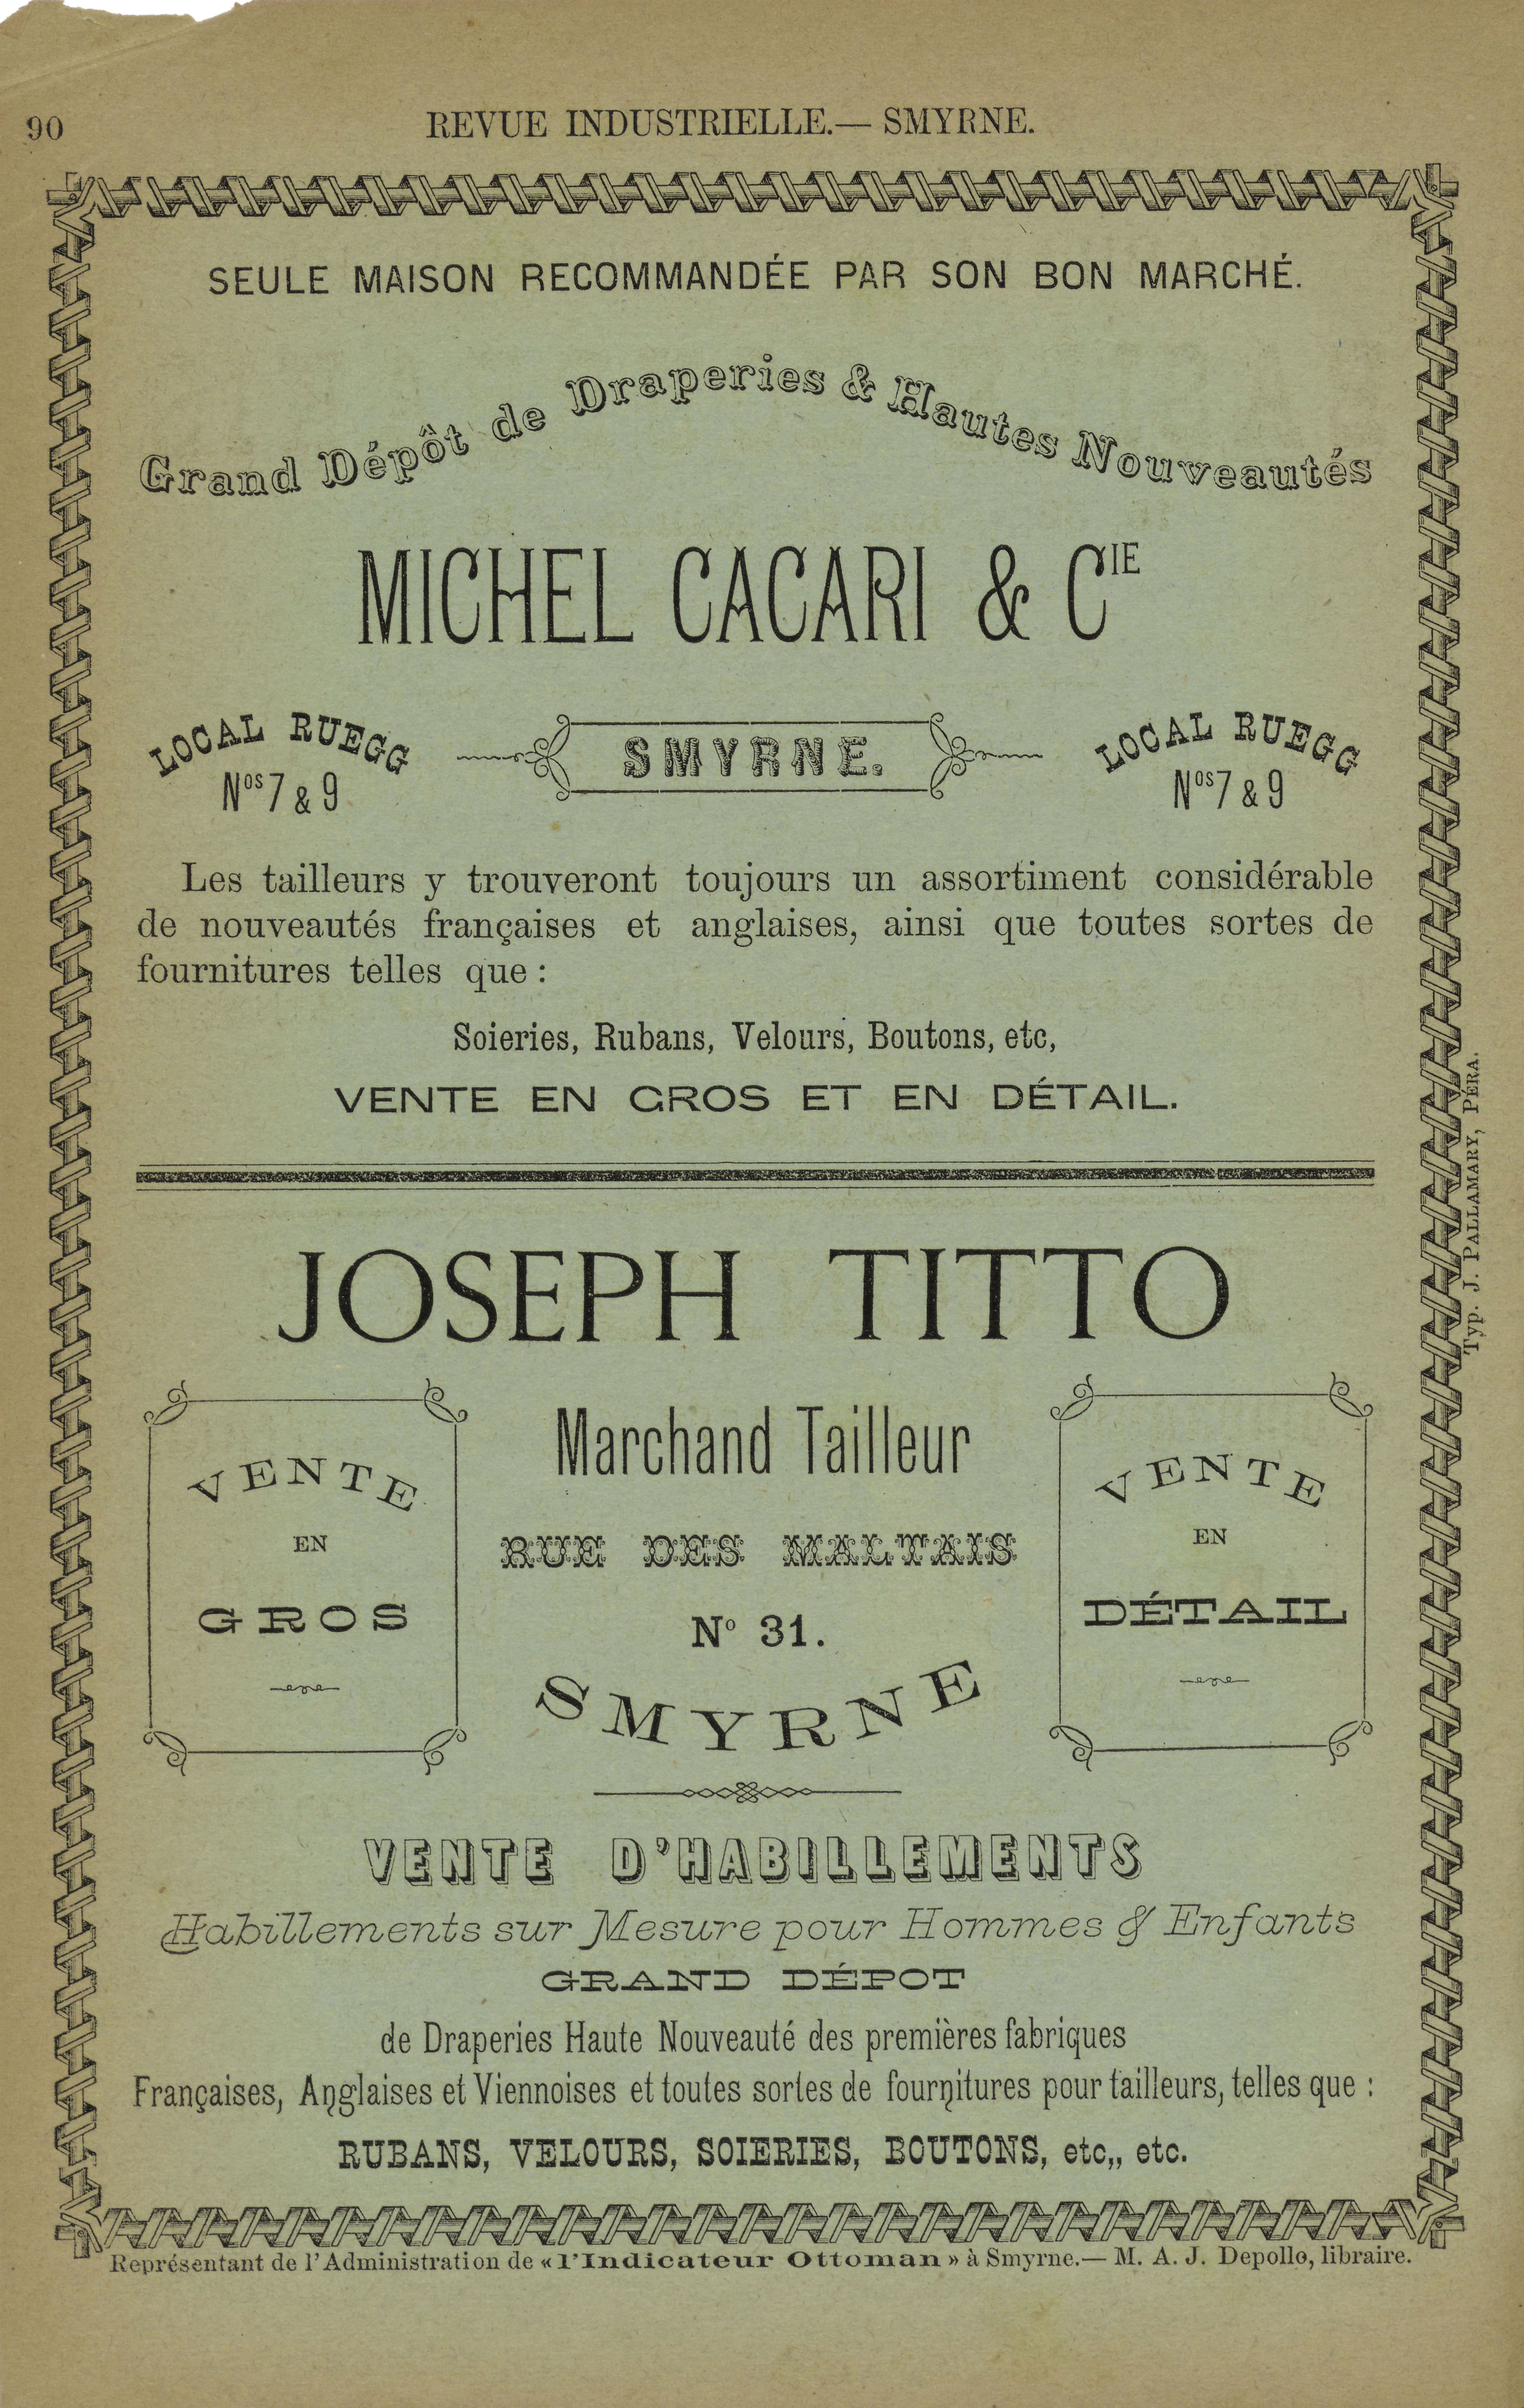 90
REVUE INDUSTRIELLE.— SMYRNE.
SEULE MAISON RECOMMANDÉE PAR SON BON MARCHÉ.
Grand Dépôt de Draperies & Hautes Nouveautés
MICHEL CACARI & CIE
LOCAL RUEGG
Nos 7 & 9
SMYRNE.
LOCAL RUEGG
Nos 7 & 9
Les tailleurs y trouveront toujours un assortiment considérable
de nouveautés françaises et anglaises, ainsi que toutes sortes de
fournitures telles que :
Soieries, Rubans, Velours, Boutons, etc,
VENTE EN GROS ET EN DÉTAIL.
JOSEPH TITTO
VENTE
EN
GROS
Marchand Tailleur
RUE DES MALTAIS
No 31.
SMYRNE
VENTE
EN
DÉTAIL
VENTE D'HABILLEMENTS
Habillements sur Mesure pour Hommes & Enfants
GRAND DÉPOT
de Draperies Haute Nouveauté des premières fabriques
Françaises, Anglaises et Viennoises et toutes sortes de fournitures pour tailleurs, telles que :
RUBANS, VELOURS, SOIERIES, BOUTONS, etc,, etc.
Typ. J. PALLAMARY, PÉRA.
Représentant de l'Administration de « l'Indicateur Ottoman » à Smyrne.— M. A. J. Depollo, libraire.